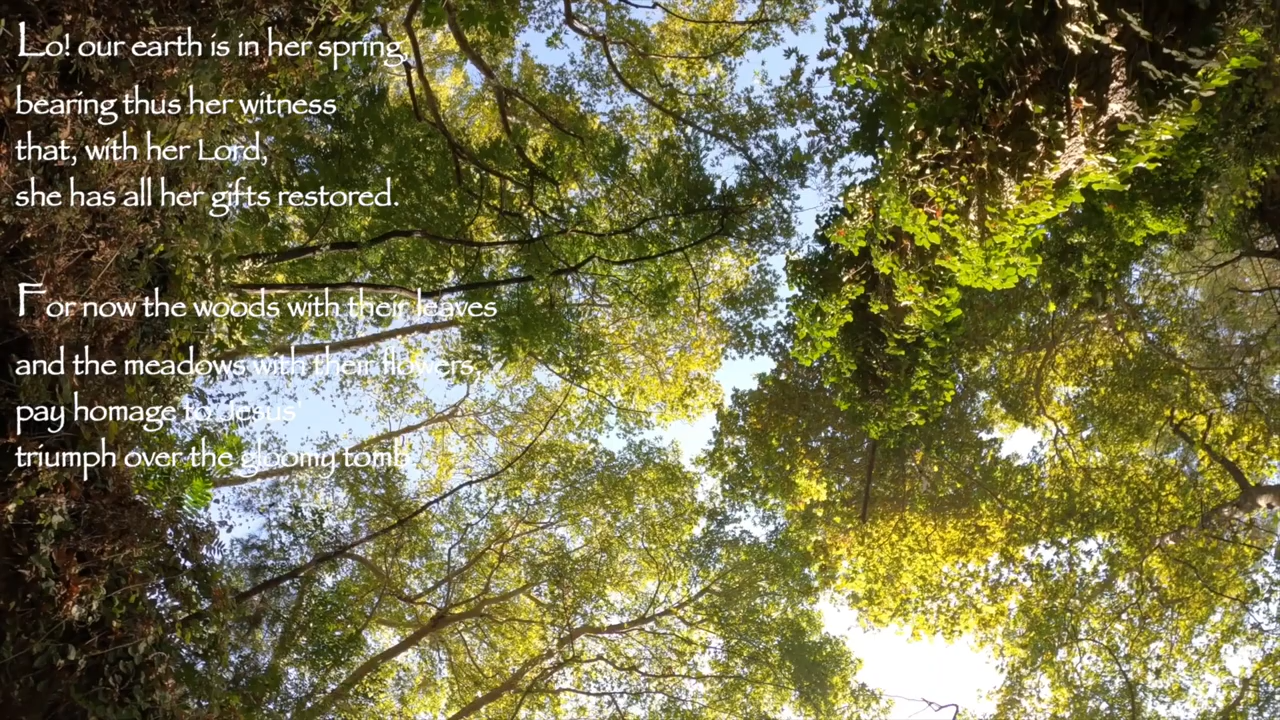 Lo! our earth is in her spring,
bearing thus her witness
that, with her Lord,
she has all her gifts restored.
For now the woods with their leaves
and the meadows with their flowers,
pay homage to Jesus'
triumph over the gloomy tomb.